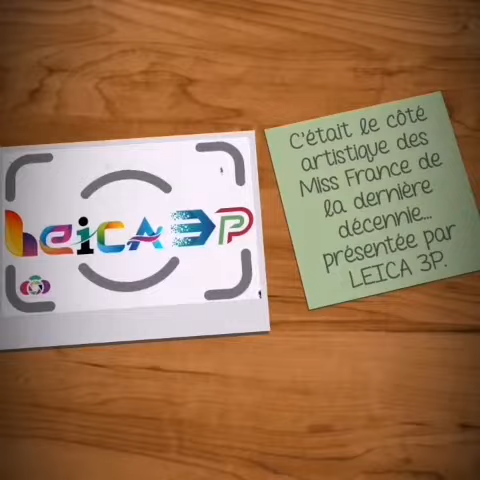 Leica 3P
C'était le côté
artistique des
Miss France de
la dernière
décennie...
présentée par
LEICA 3P.